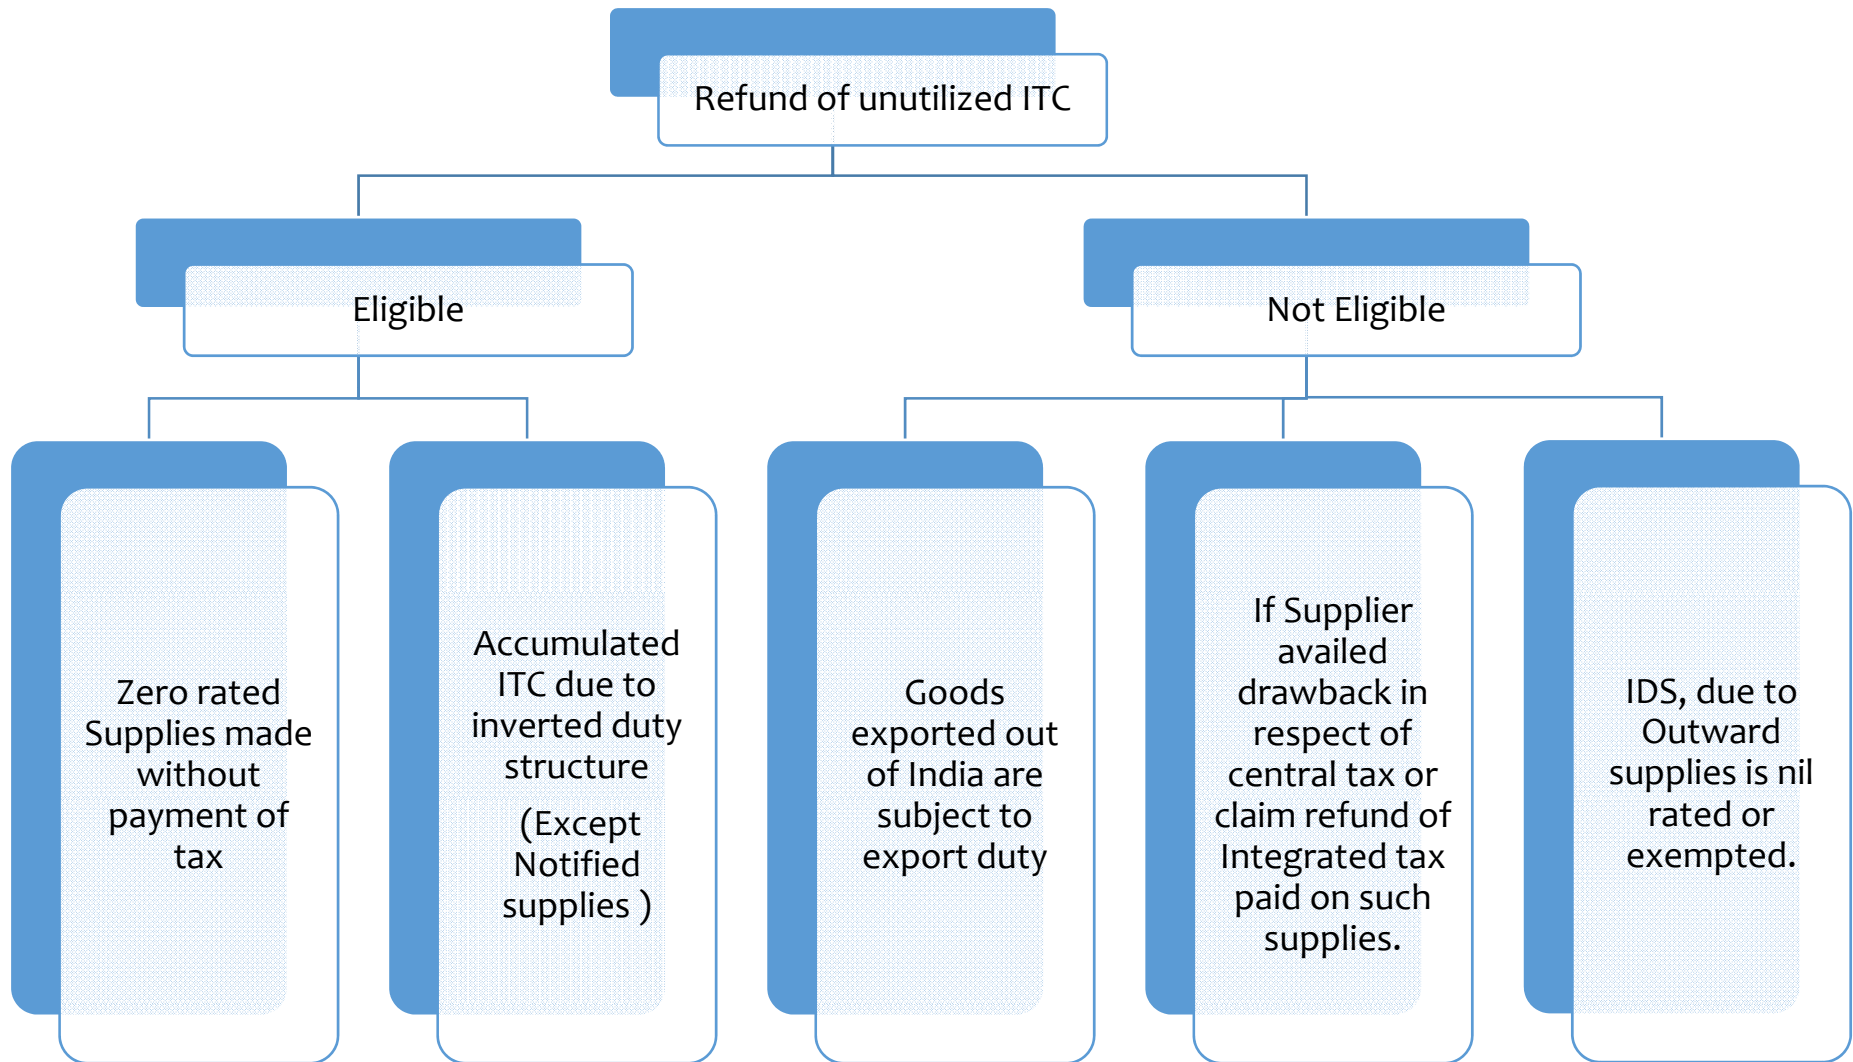 Refund of unutilized ITC
Eligible
Not Eligible
Zero rated
Supplies made
without
payment of
tax
Accumulated
ITC due to
inverted duty
structure
(Except
Notified
supplies )
Goods
exported out
of India are
subject to
export duty
If Supplier
availed
drawback in
respect of
central tax or
claim refund of
Integrated tax
paid on such
supplies.
IDS, due to
Outward
supplies is nil
rated or
exempted.